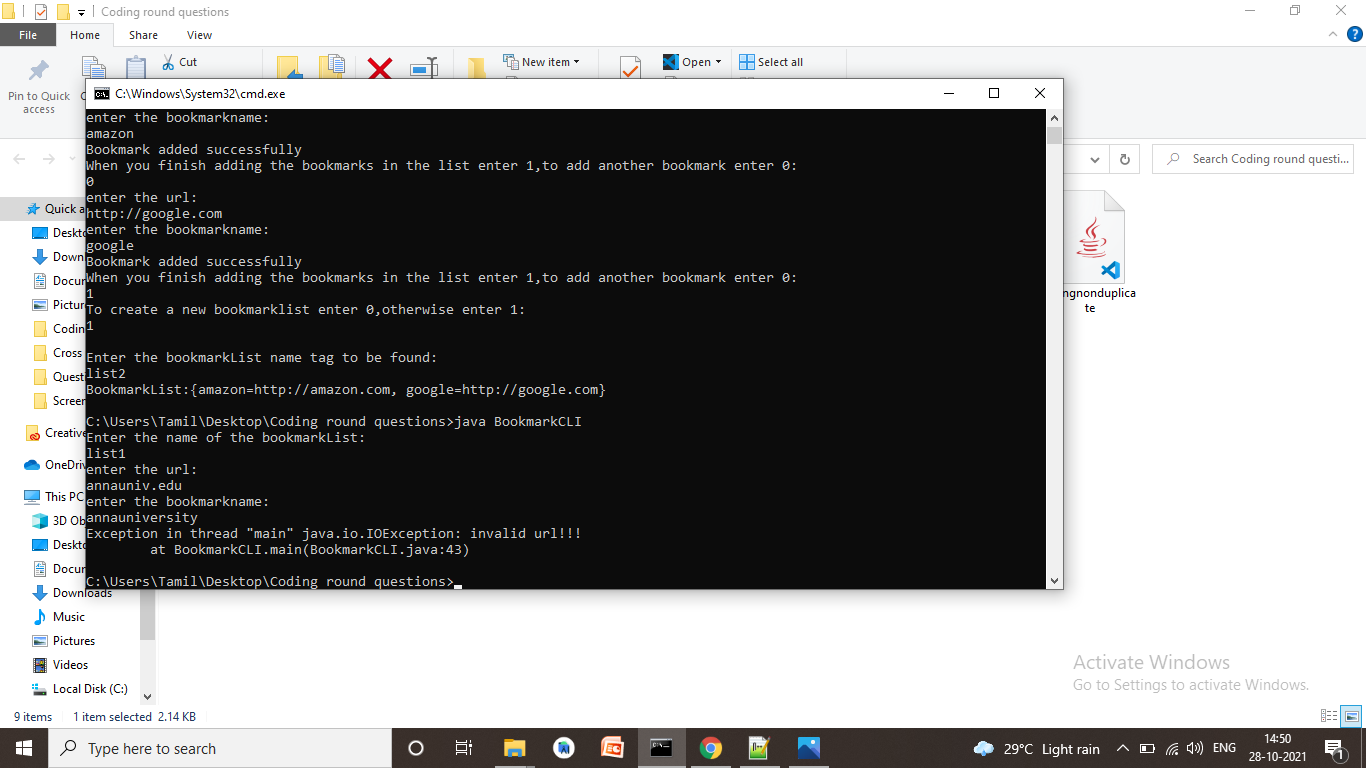 Coding round questions
File Home Share View
Cut
New item
Open
Select all
Pin to Quick
access
C:\Windows\System32\cmd.exe
enter the bookmarkname:
amazon
Bookmark added successfully
When you finish adding the bookmarks in the list enter 1,to add another bookmark enter 0:
0
enter the url:
http://google.com
enter the bookmarkname:
google
Bookmark added successfully
When you finish adding the bookmarks in the list enter 1,to add another bookmark enter 0:
1
To create a new bookmarklist enter 0,otherwise enter 1:
1
Enter the bookmarkList name tag to be found:
list2
BookmarkList:{amazon=http://amazon.com, google=http://google.com}
C:\Users\Tamil\Desktop\Coding round questions>java BookmarkCLI
Enter the name of the bookmarkList:
list1
enter the url:
annauniv.edu
enter the bookmarkname:
annauniversity
Exception in thread "main" java.io.IOException: invalid url!!!
at BookmarkCLI.main(BookmarkCLI.java:43)
C:\Users\Tamil\Desktop\Coding round questions>
Search Coding round questi...
ngnonduplica
te
Quick a
Deskt
Down
Docur
Pictur
Codin
Cross
Quest
Screer
Creative
OneDriv
This PC
3D Ob
Deskt
Docur
Downloads
Music
Pictures
Videos
Local Disk (C:)
9 items 1 item selected 2.14 KB
Activate Windows
Go to Settings to activate Windows.
Type here to search
29°C Light rain
ENG
14:50
28-10-2021
1